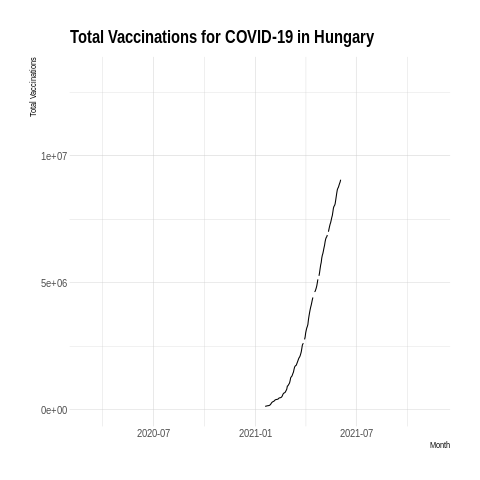 Total Vaccinations for COVID-19 in Hungary
Total Vaccinations
1e+07
5e+06
0e+00
2020-07 2021-01 2021-07
Month